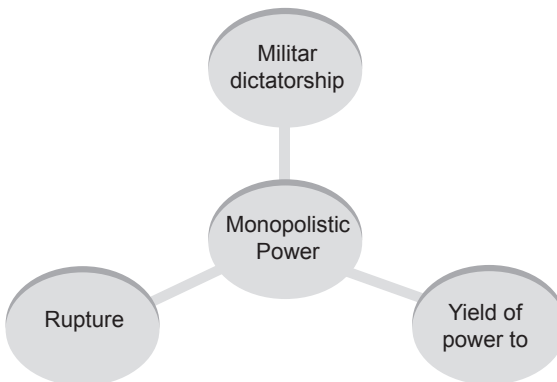 Militar
dictatorship
Monopolistic
Power
Rupture
Yield of
power to